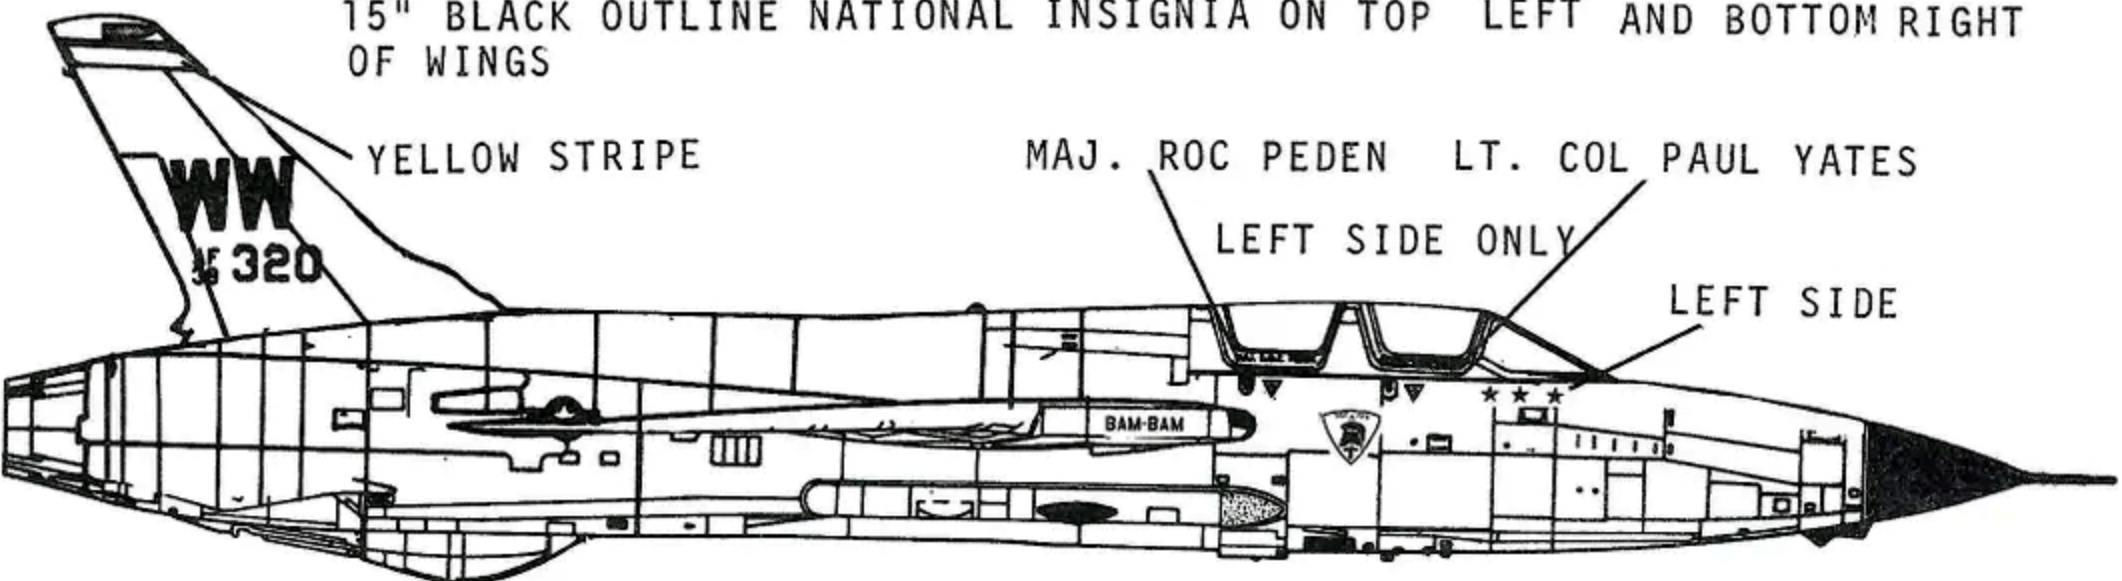 15" BLACK OUTLINE NATIONAL INSIGNIA ON TOP LEFT AND BOTTOM RIGHT
OF WINGS
YELLOW STRIPE
MAJ. ROC PEDEN LT. COL PAUL YATES
WW
LEFT SIDE ONLY
AF 320
LEFT SIDE
BAM-BAM